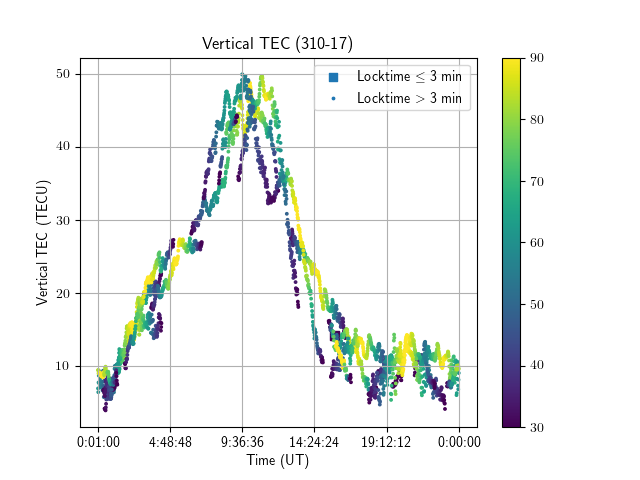 Vertical TEC (310-17)
Locktime ≤ 3 min
Locktime > 3 min
Vertical TEC (TECU)
50
40
30
20
10
0:01:00 4:48:48 9:36:36 14:24:24 19:12:12 0:00:00
Time (UT)
90
80
70
60
50
40
30